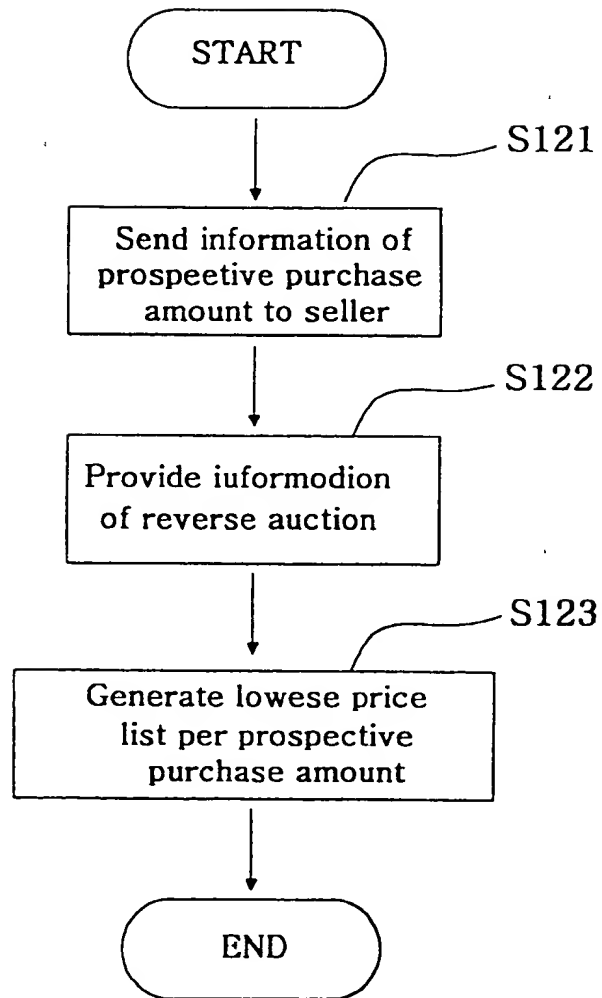 START
S121
Send information of
prospeetive purchase
amount to seller
S122
Provide iuformodion
of reverse auction
S123
Generate lowese price
list per prospective
purchase amount
END